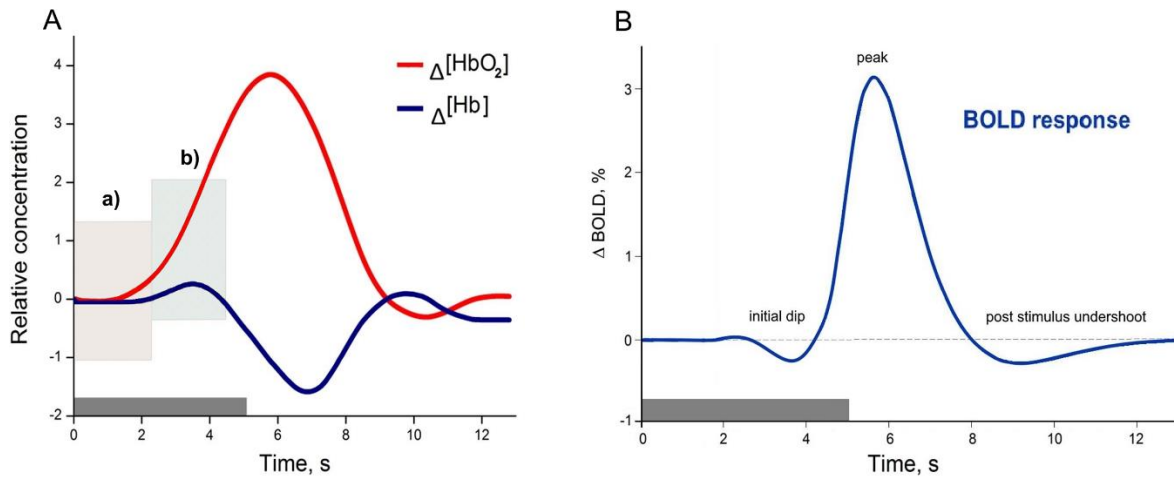 A
Relative concentration
4
3
2
1
0
-1
-2
a)
b)
Δ[HbO₂]
Δ[Hb]
0 2 4 6 8 10 12
Time, s
B
Δ BOLD, %
3
2
1
0
-1
peak
BOLD response
initial dip
post stimulus undershoot
0 2 4 6 8 10 12
Time, s